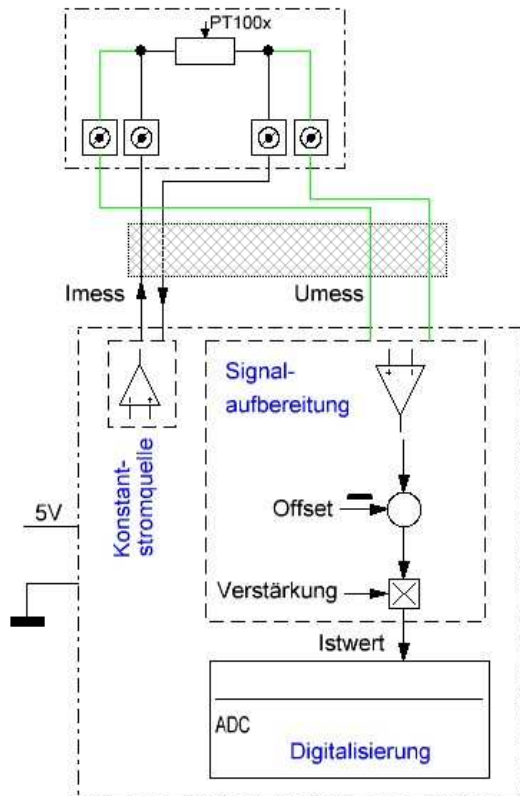 PT100x
Imess
Umess
Signal-
aufbereitung
Konstant-
stromquelle
5V
Offset
Verstärkung
Istwert
ADC
Digitalisierung